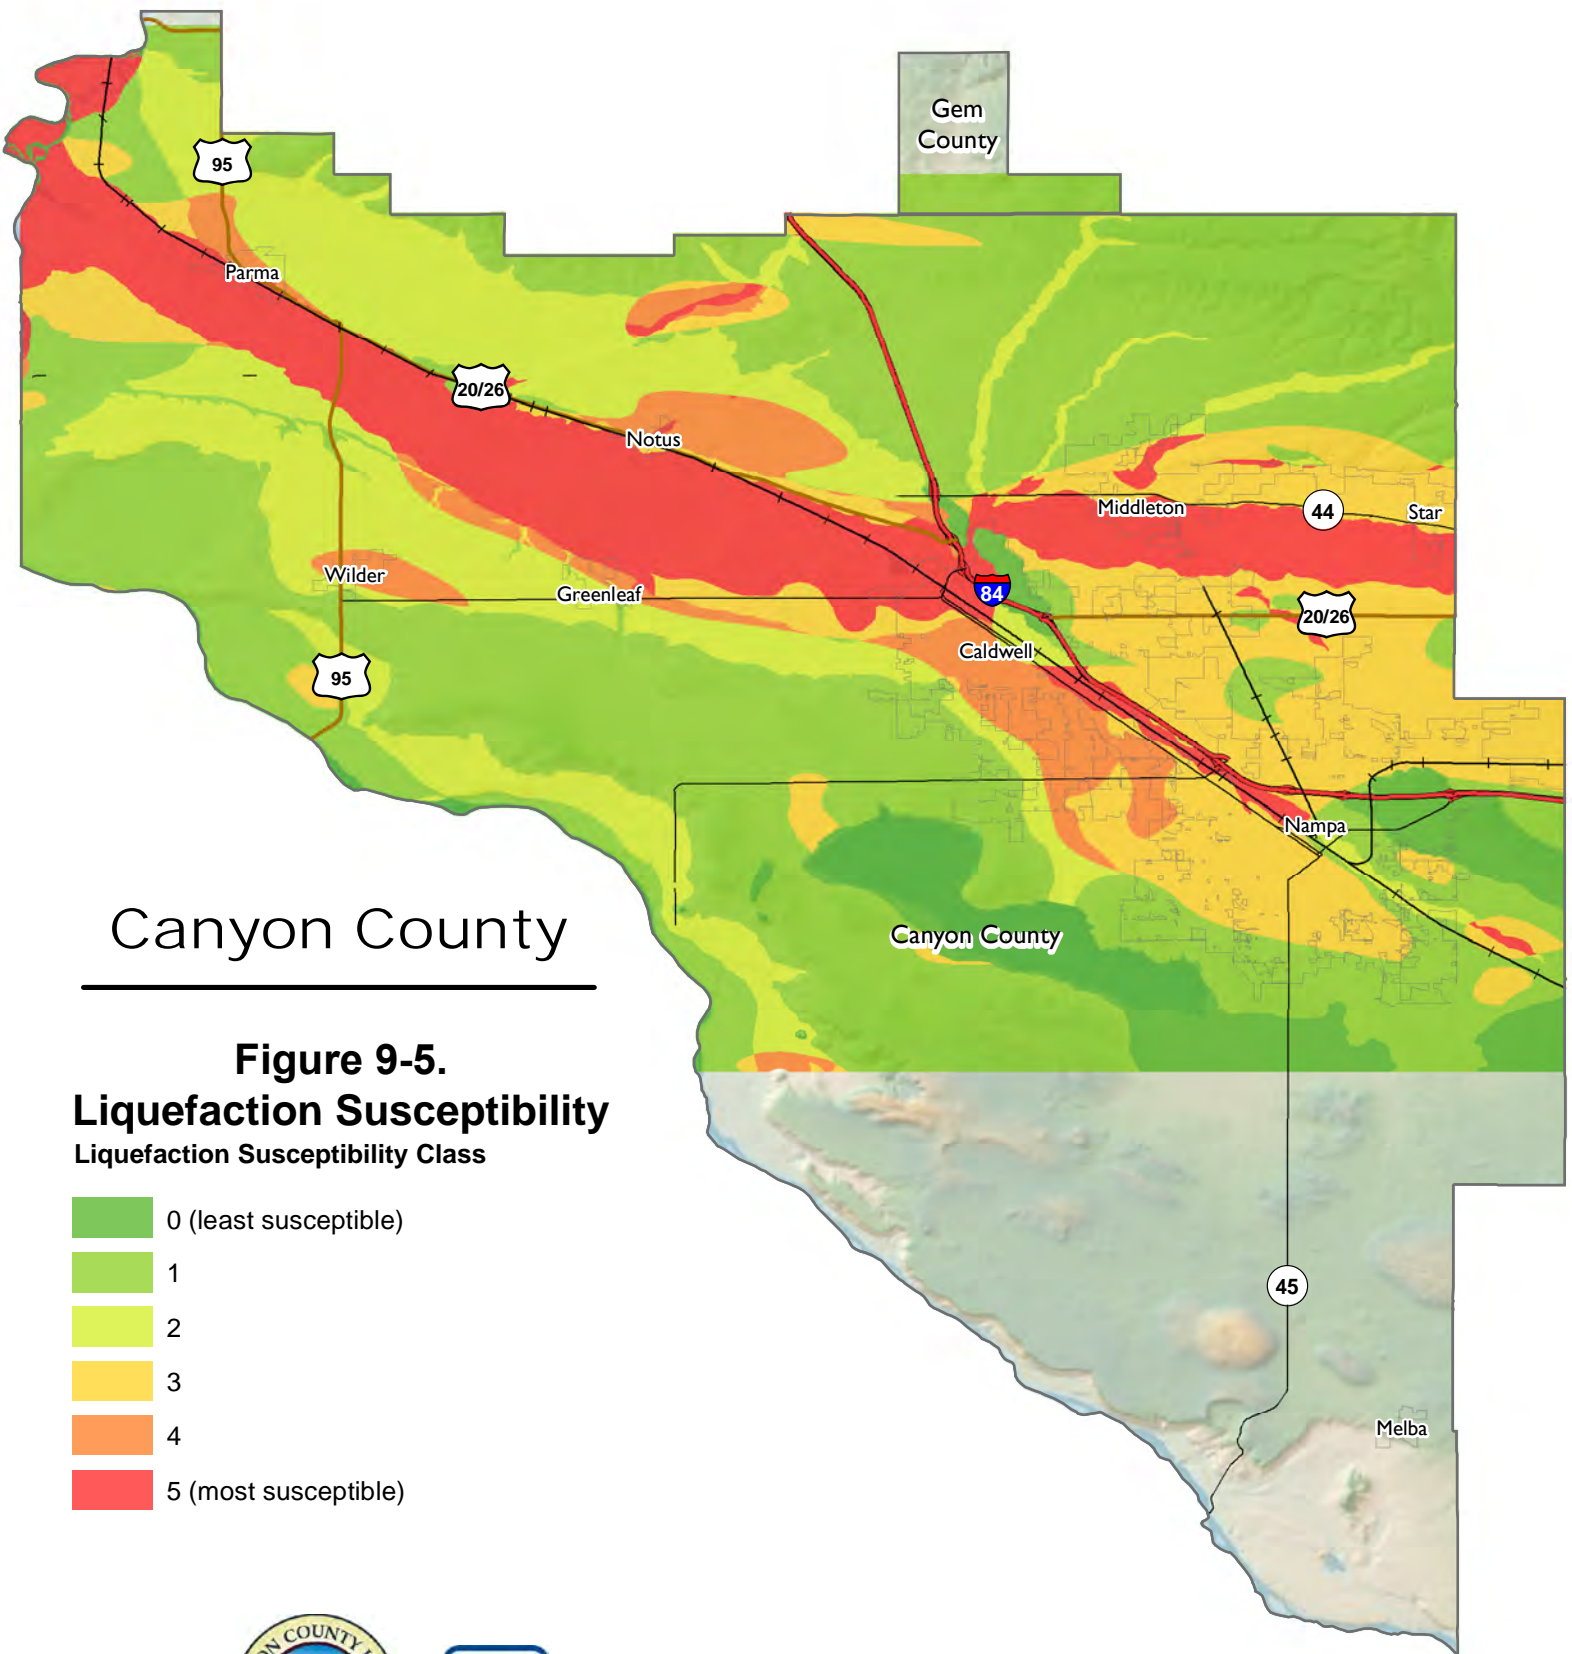 Gem
County
95
Parma
20/26
Notus
Middleton
44
Star
Wilder
Greenleaf
84
20/26
Caldwell
95
Nampa
Canyon County
Canyon County
Figure 9-5.
Liquefaction Susceptibility
Liquefaction Susceptibility Class
0 (least susceptible)
1
2
3
4
5 (most susceptible)
45
Melba
COUNTY